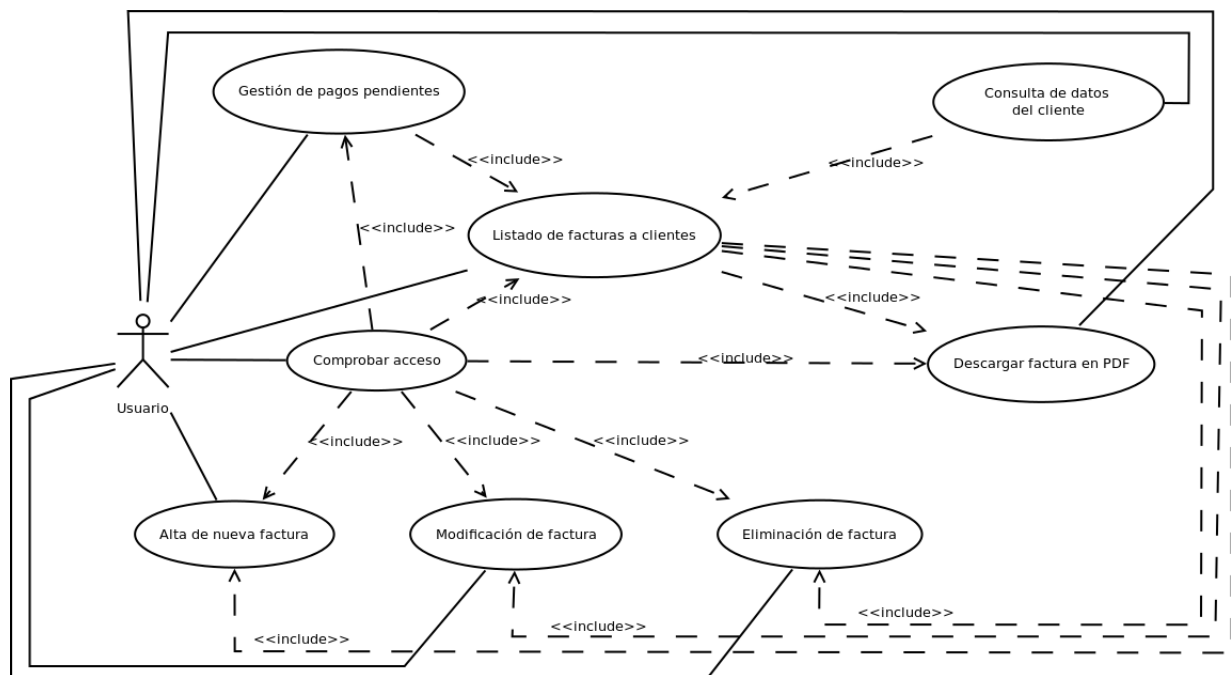 Gestión de pagos pendientes
Consulta de datos
del cliente
<<include>>
<<include>>
<<include>>
Listado de facturas a clientes
<<include>>
<<include>>
Comprobar acceso
<<include>>
Descargar factura en PDF
Usuario
<<include>>
<<include>>
<<include>>
Alta de nueva factura
Modificación de factura
Eliminación de factura
<<include>>
<<include>>
<<include>>